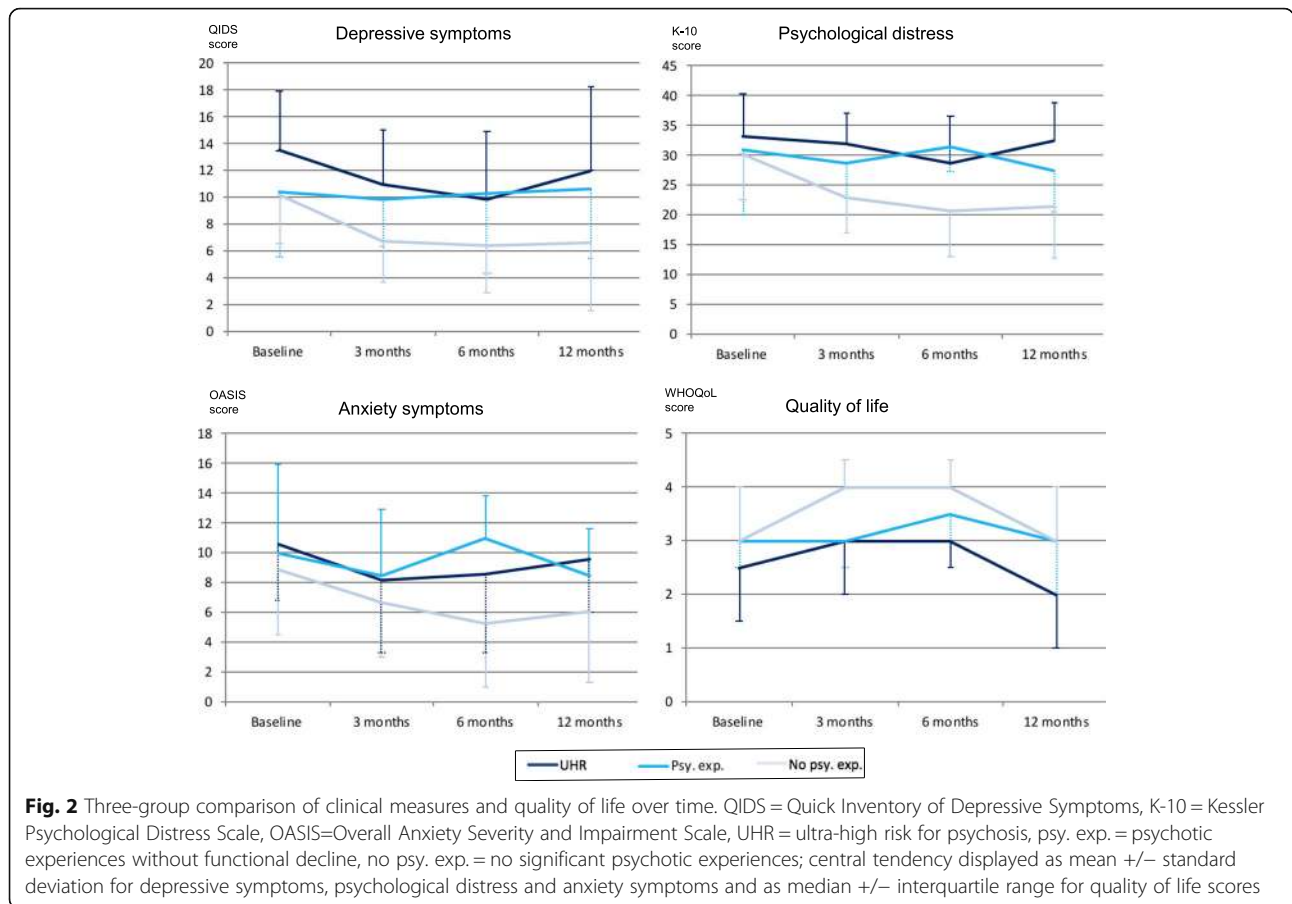 QIDS
score
Depressive symptoms
20
18
16
14
12
10
8
6
4
2
0
Baseline 3 months 6 months 12 months
K-10
score
Psychological distress
45
40
35
30
25
20
15
10
5
0
Baseline 3 months 6 months 12 months
OASIS
score
Anxiety symptoms
18
16
14
12
10
8
6
4
2
0
Baseline 3 months 6 months 12 months
WHOQoL
score
Quality of life
5
4
3
2
1
0
Baseline 3 months 6 months 12 months
UHR Psy. exp. No psy. exp.
Fig. 2 Three-group comparison of clinical measures and quality of life over time. QIDS = Quick Inventory of Depressive Symptoms, K-10 = Kessler
Psychological Distress Scale, OASIS=Overall Anxiety Severity and Impairment Scale, UHR = ultra-high risk for psychosis, psy. exp. = psychotic
experiences without functional decline, no psy. exp. = no significant psychotic experiences; central tendency displayed as mean +/− standard
deviation for depressive symptoms, psychological distress and anxiety symptoms and as median +/− interquartile range for quality of life scores